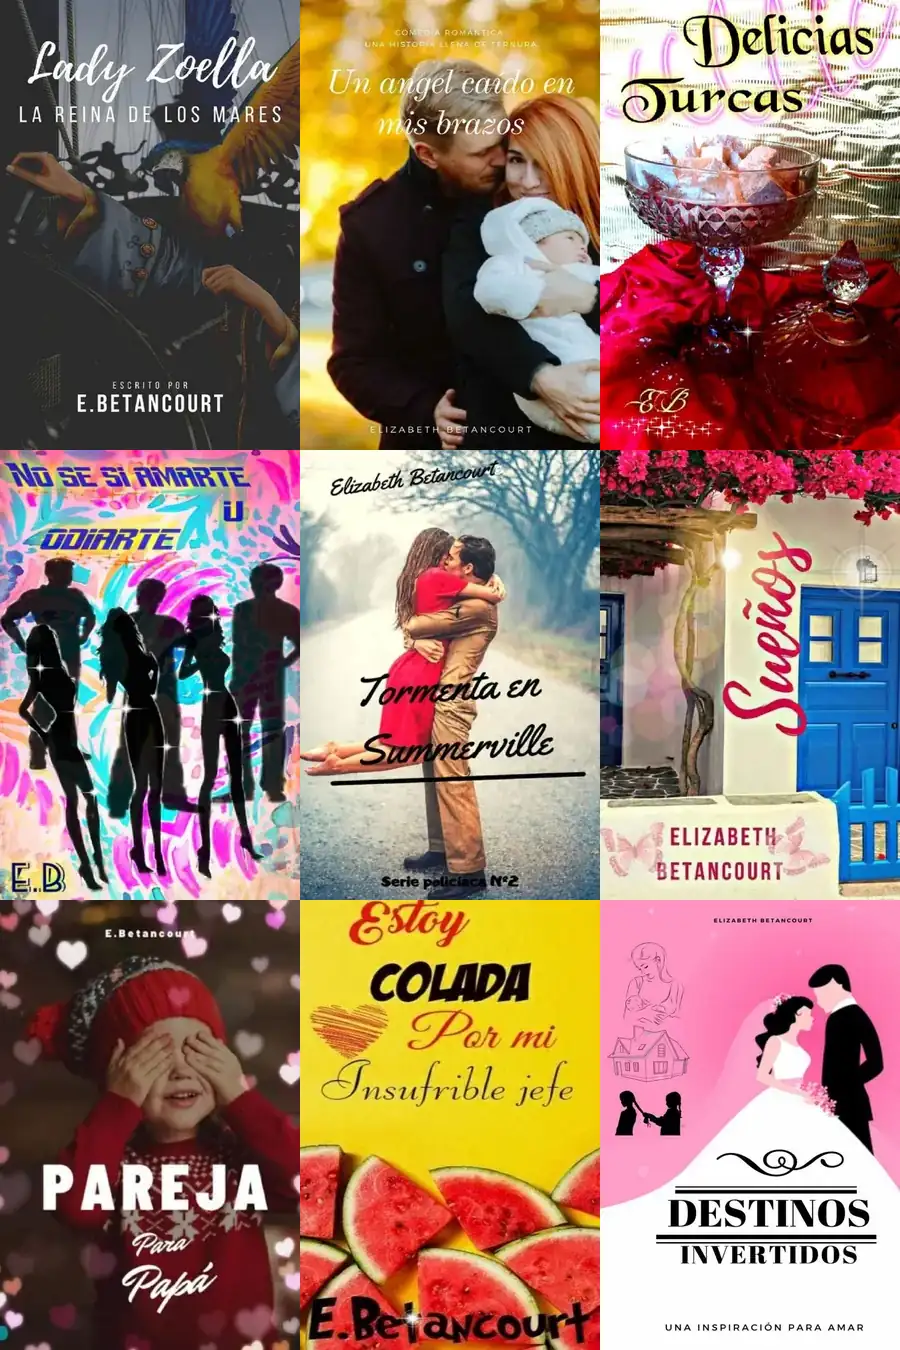 Lady Zoella
LA REINA DE LOS MARES
ESCRITO POR
E.BETANCOURT
COMEDIA ROMÁNTICA
UNA HISTORIA LLENA DE TERNURA.
Un angel caído en
mis brazos
ELIZABETH BETANCOURT
Delicias
Turcas
EB
NO SE SI AMARTE
U
ODIARTE
E.B
Elizabeth Betancourt
Tormenta en
Summerville
Serie policíaca Nº2
Sueños
ELIZABETH
BETANCOURT
E.Betancourt
PAREJA
Para
Papá
Estoy
COLADA
Por mi
Insufrible jefe
E.Betancourt
ELIZABETH BETANCOURT
DESTINOS
INVERTIDOS
UNA INSPIRACIÓN PARA AMAR